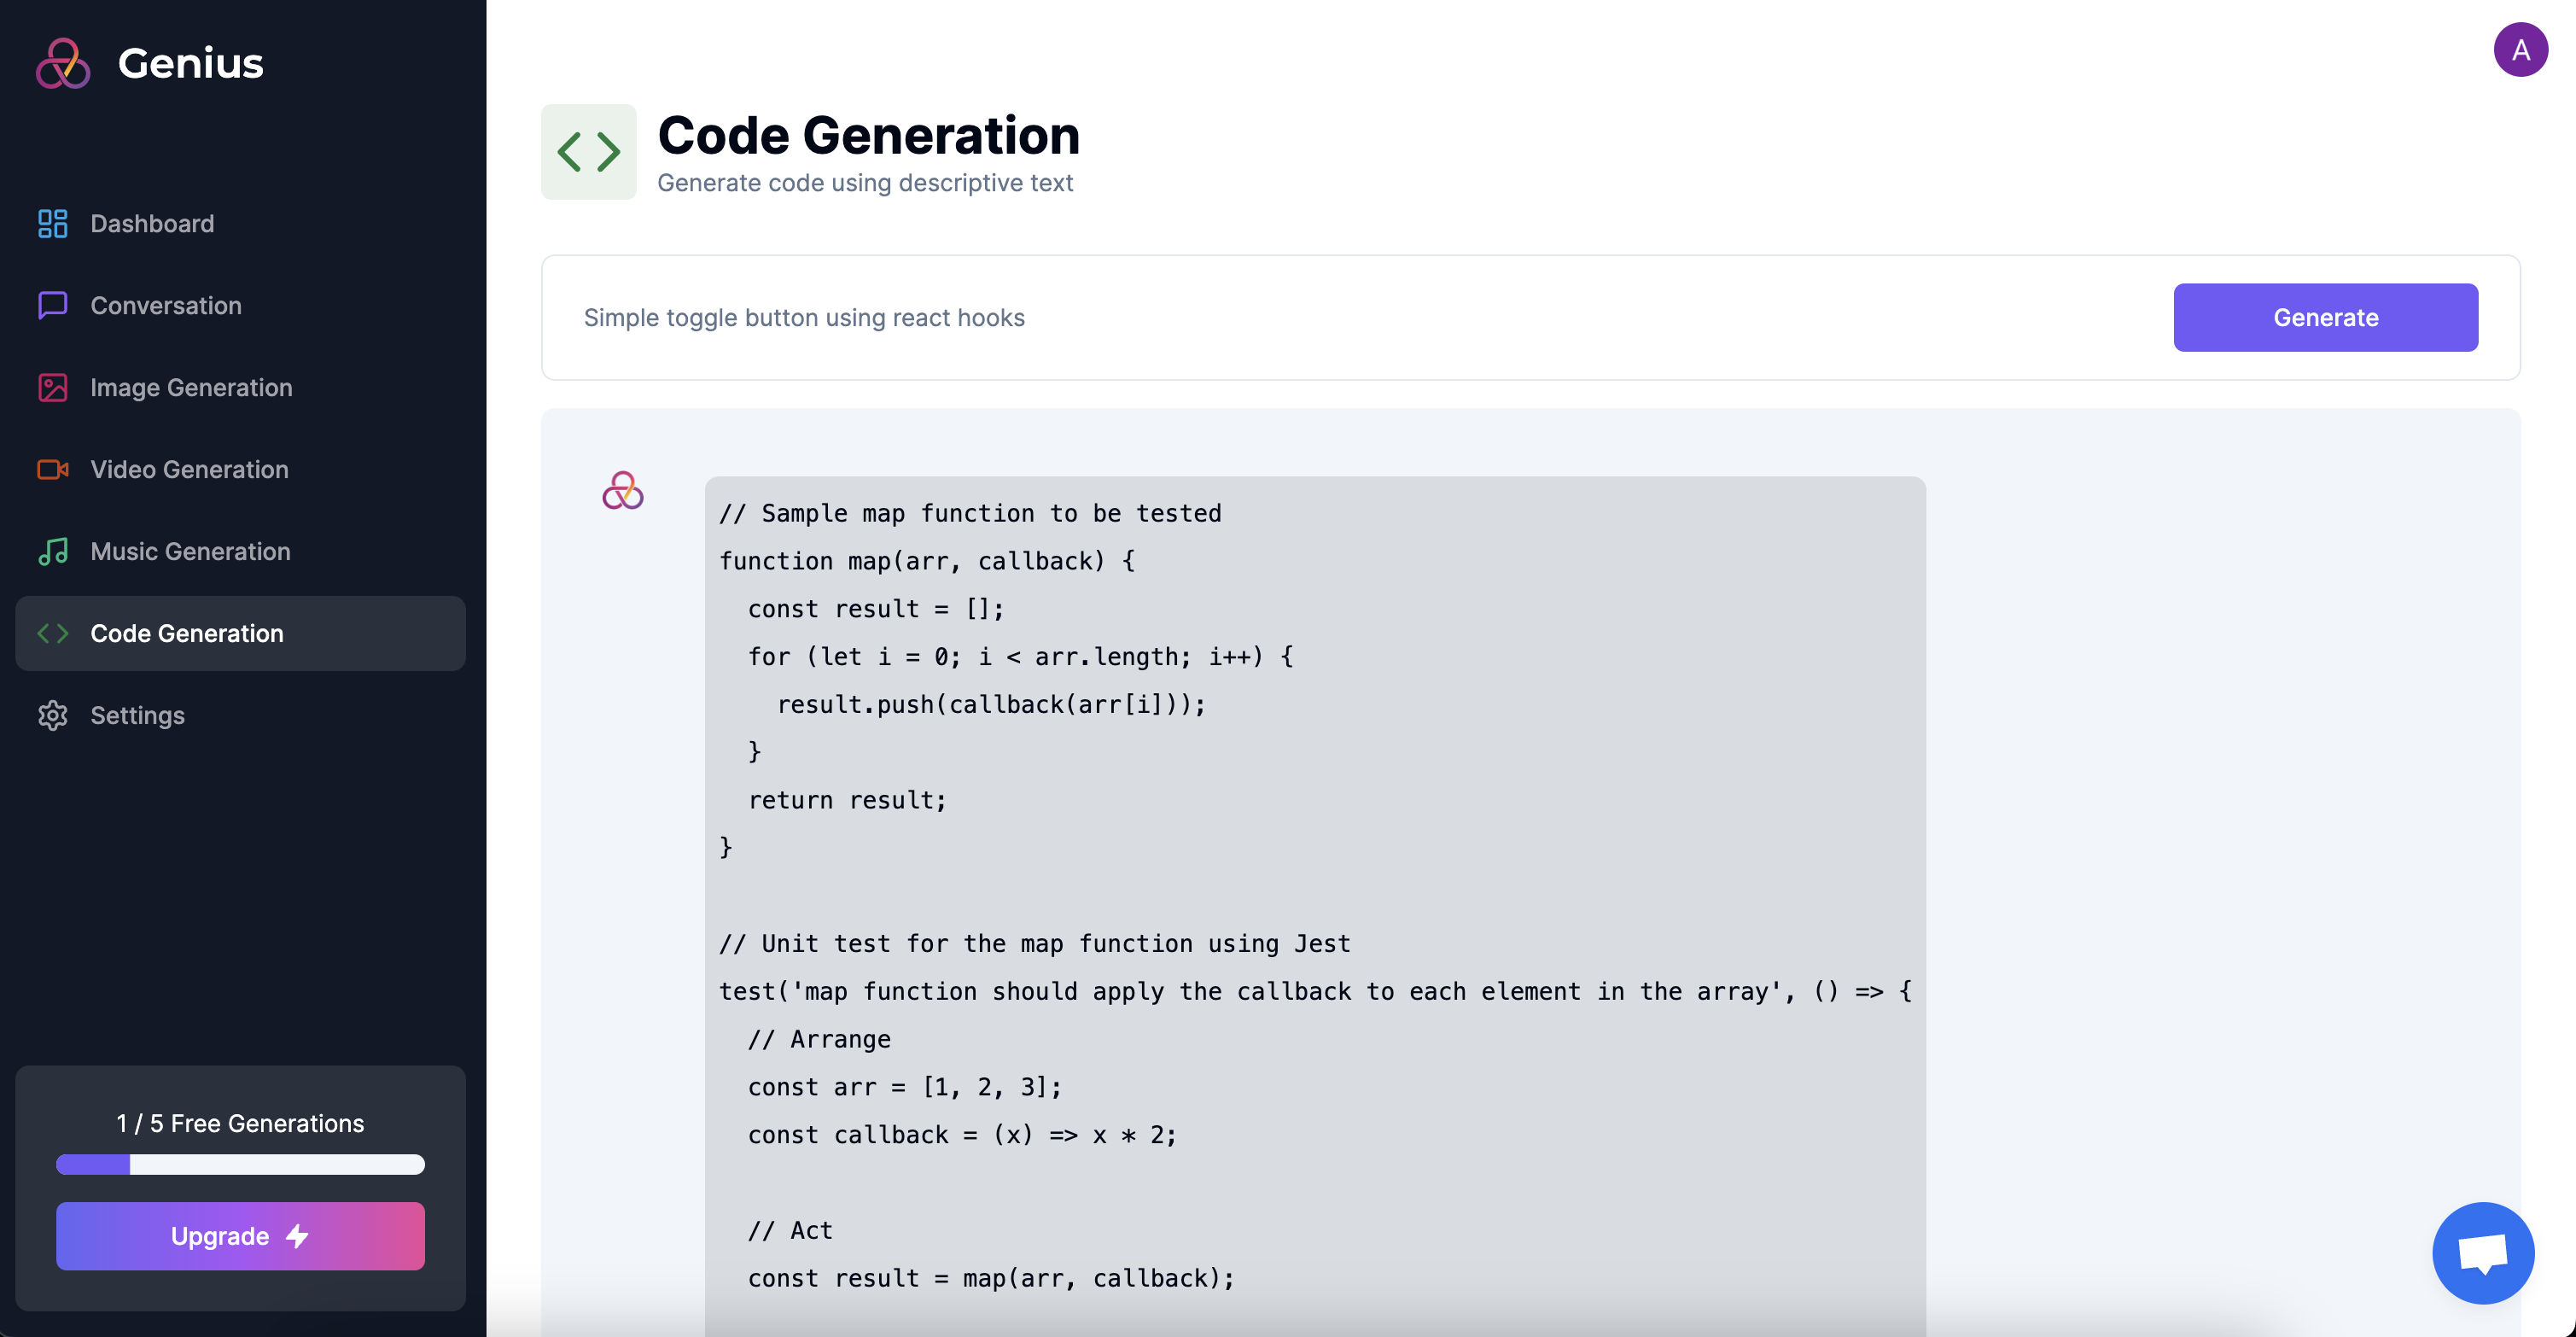 Genius
Dashboard
Conversation
Image Generation
Video Generation
Music Generation
Code Generation
Settings
1 / 5 Free Generations
Upgrade
A
Code Generation
Generate code using descriptive text
Simple toggle button using react hooks
Generate
// Sample map function to be tested
function map(arr, callback) {
  const result = [];
  for (let i = 0; i < arr.length; i++) {
    result.push(callback(arr[i]));
  }
  return result;
}

// Unit test for the map function using Jest
test('map function should apply the callback to each element in the array', () => {
  // Arrange
  const arr = [1, 2, 3];
  const callback = (x) => x * 2;

  // Act
  const result = map(arr, callback);